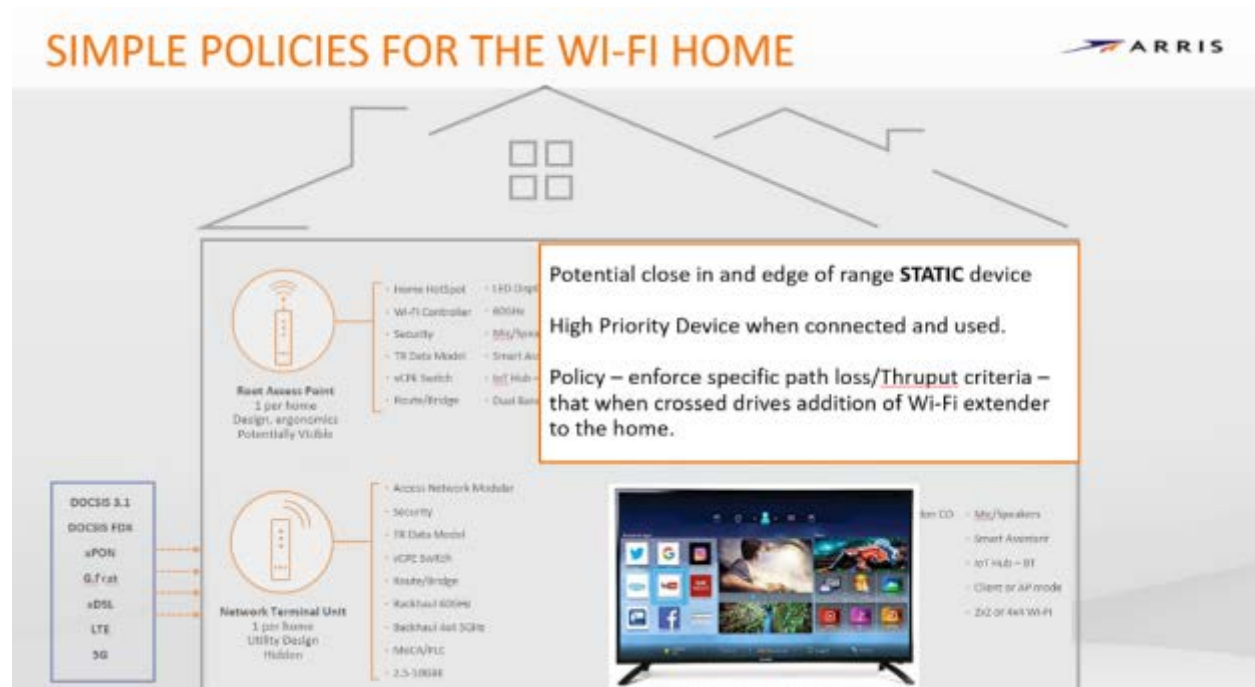 SIMPLE POLICIES FOR THE WI-FI HOME
ARRIS
Potential close in and edge of range STATIC device
High Priority Device when connected and used.
Policy – enforce specific path loss/Thruput criteria –
that when crossed drives addition of Wi-Fi extender
to the home.
- Home HotSpot
- Wi-Fi Controller
- Security
- TR Data Model
- vCPE Switch
- Route/Bridge
- LED Displ
- 60GHz
- Mic/Speak
- Smart Ass
- IoT Hub –
- Dual Ban
Root Access Point
1 per home
Design, ergonomics
Potentially Visible
DOCSIS 3.1
DOCSIS FDX
xPON
G.fast
xDSL
LTE
5G
Network Terminal Unit
1 per home
Utility Design
Hidden
- Access Network Modular
- Security
- TR Data Model
- vCPE Switch
- Route/Bridge
- Backhaul 60GHz
- Backhaul 4x4 5GHz
- MoCA/PLC
- 2.5-10GBE
- Mic/Speakers
- Smart Assistant
- IoT Hub – BT
- Client or AP mode
- 2x2 or 4x4 Wi-Fi